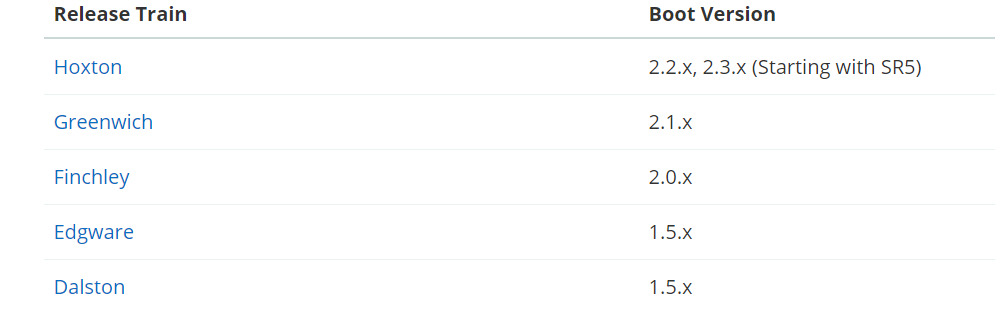 Release Train Boot Version
Hoxton 2.2.x, 2.3.x (Starting with SR5)
Greenwich 2.1.x
Finchley 2.0.x
Edgware 1.5.x
Dalston 1.5.x